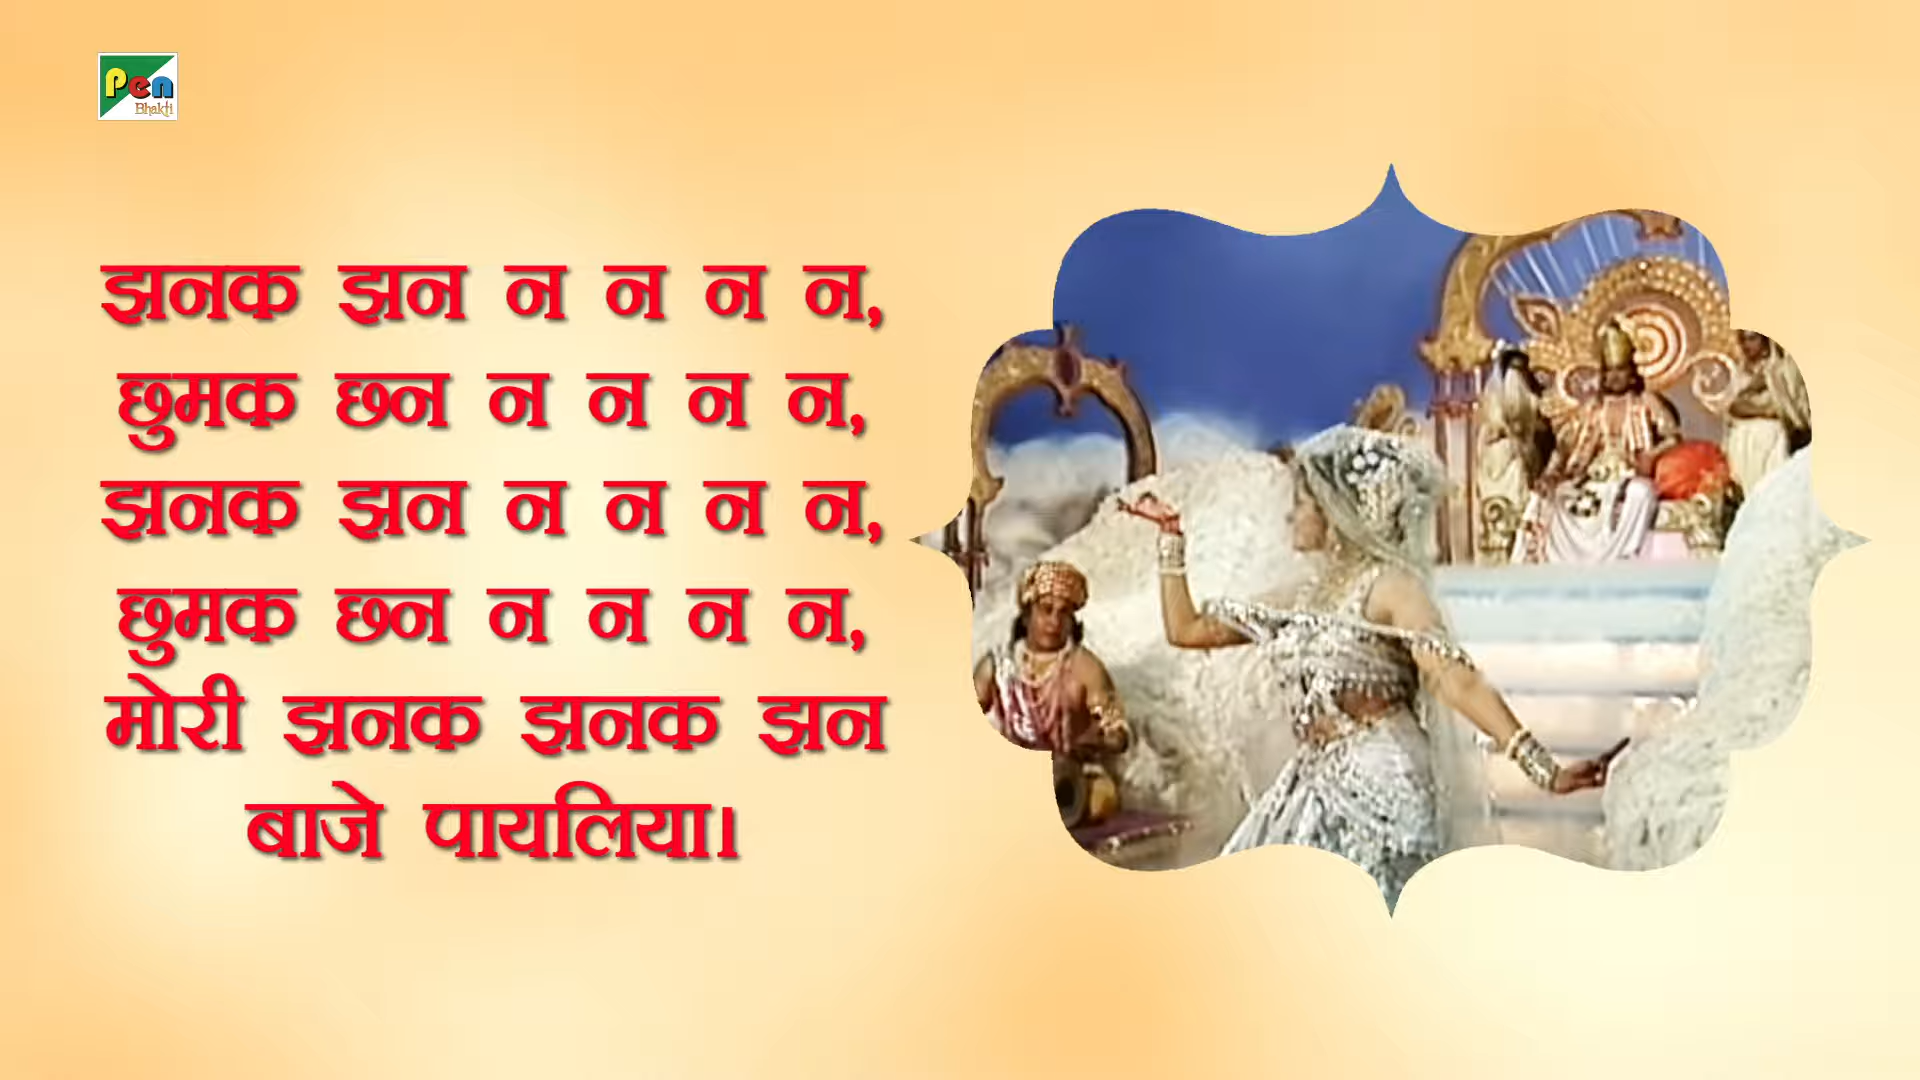 Pen
Bhakti
झनक झन न न न न,
छुमक छ्न न न न न,
झनक झन न न न न,
छुमक छ्न न न न न,
मोरी झनक झनक झन
बाजे पायलिया।